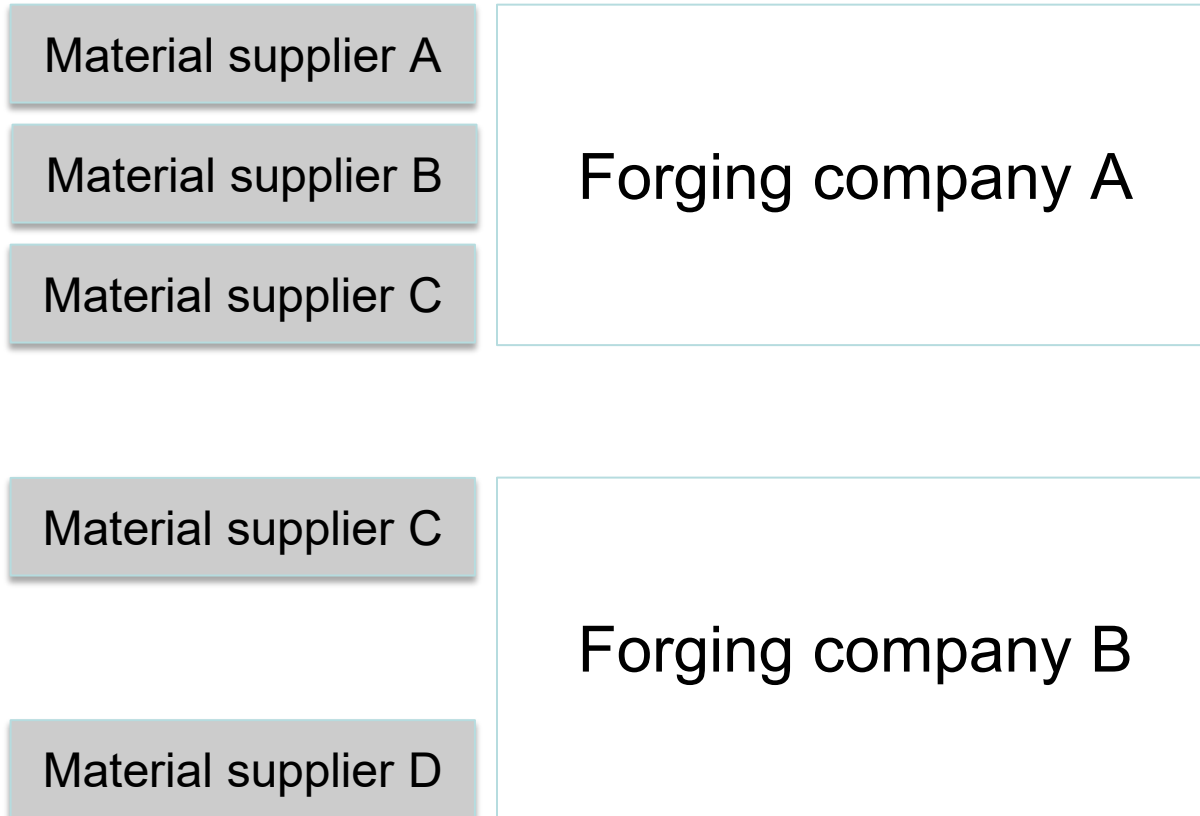 Material supplier A
Material supplier B
Forging company A
Material supplier C
Material supplier C
Forging company B
Material supplier D